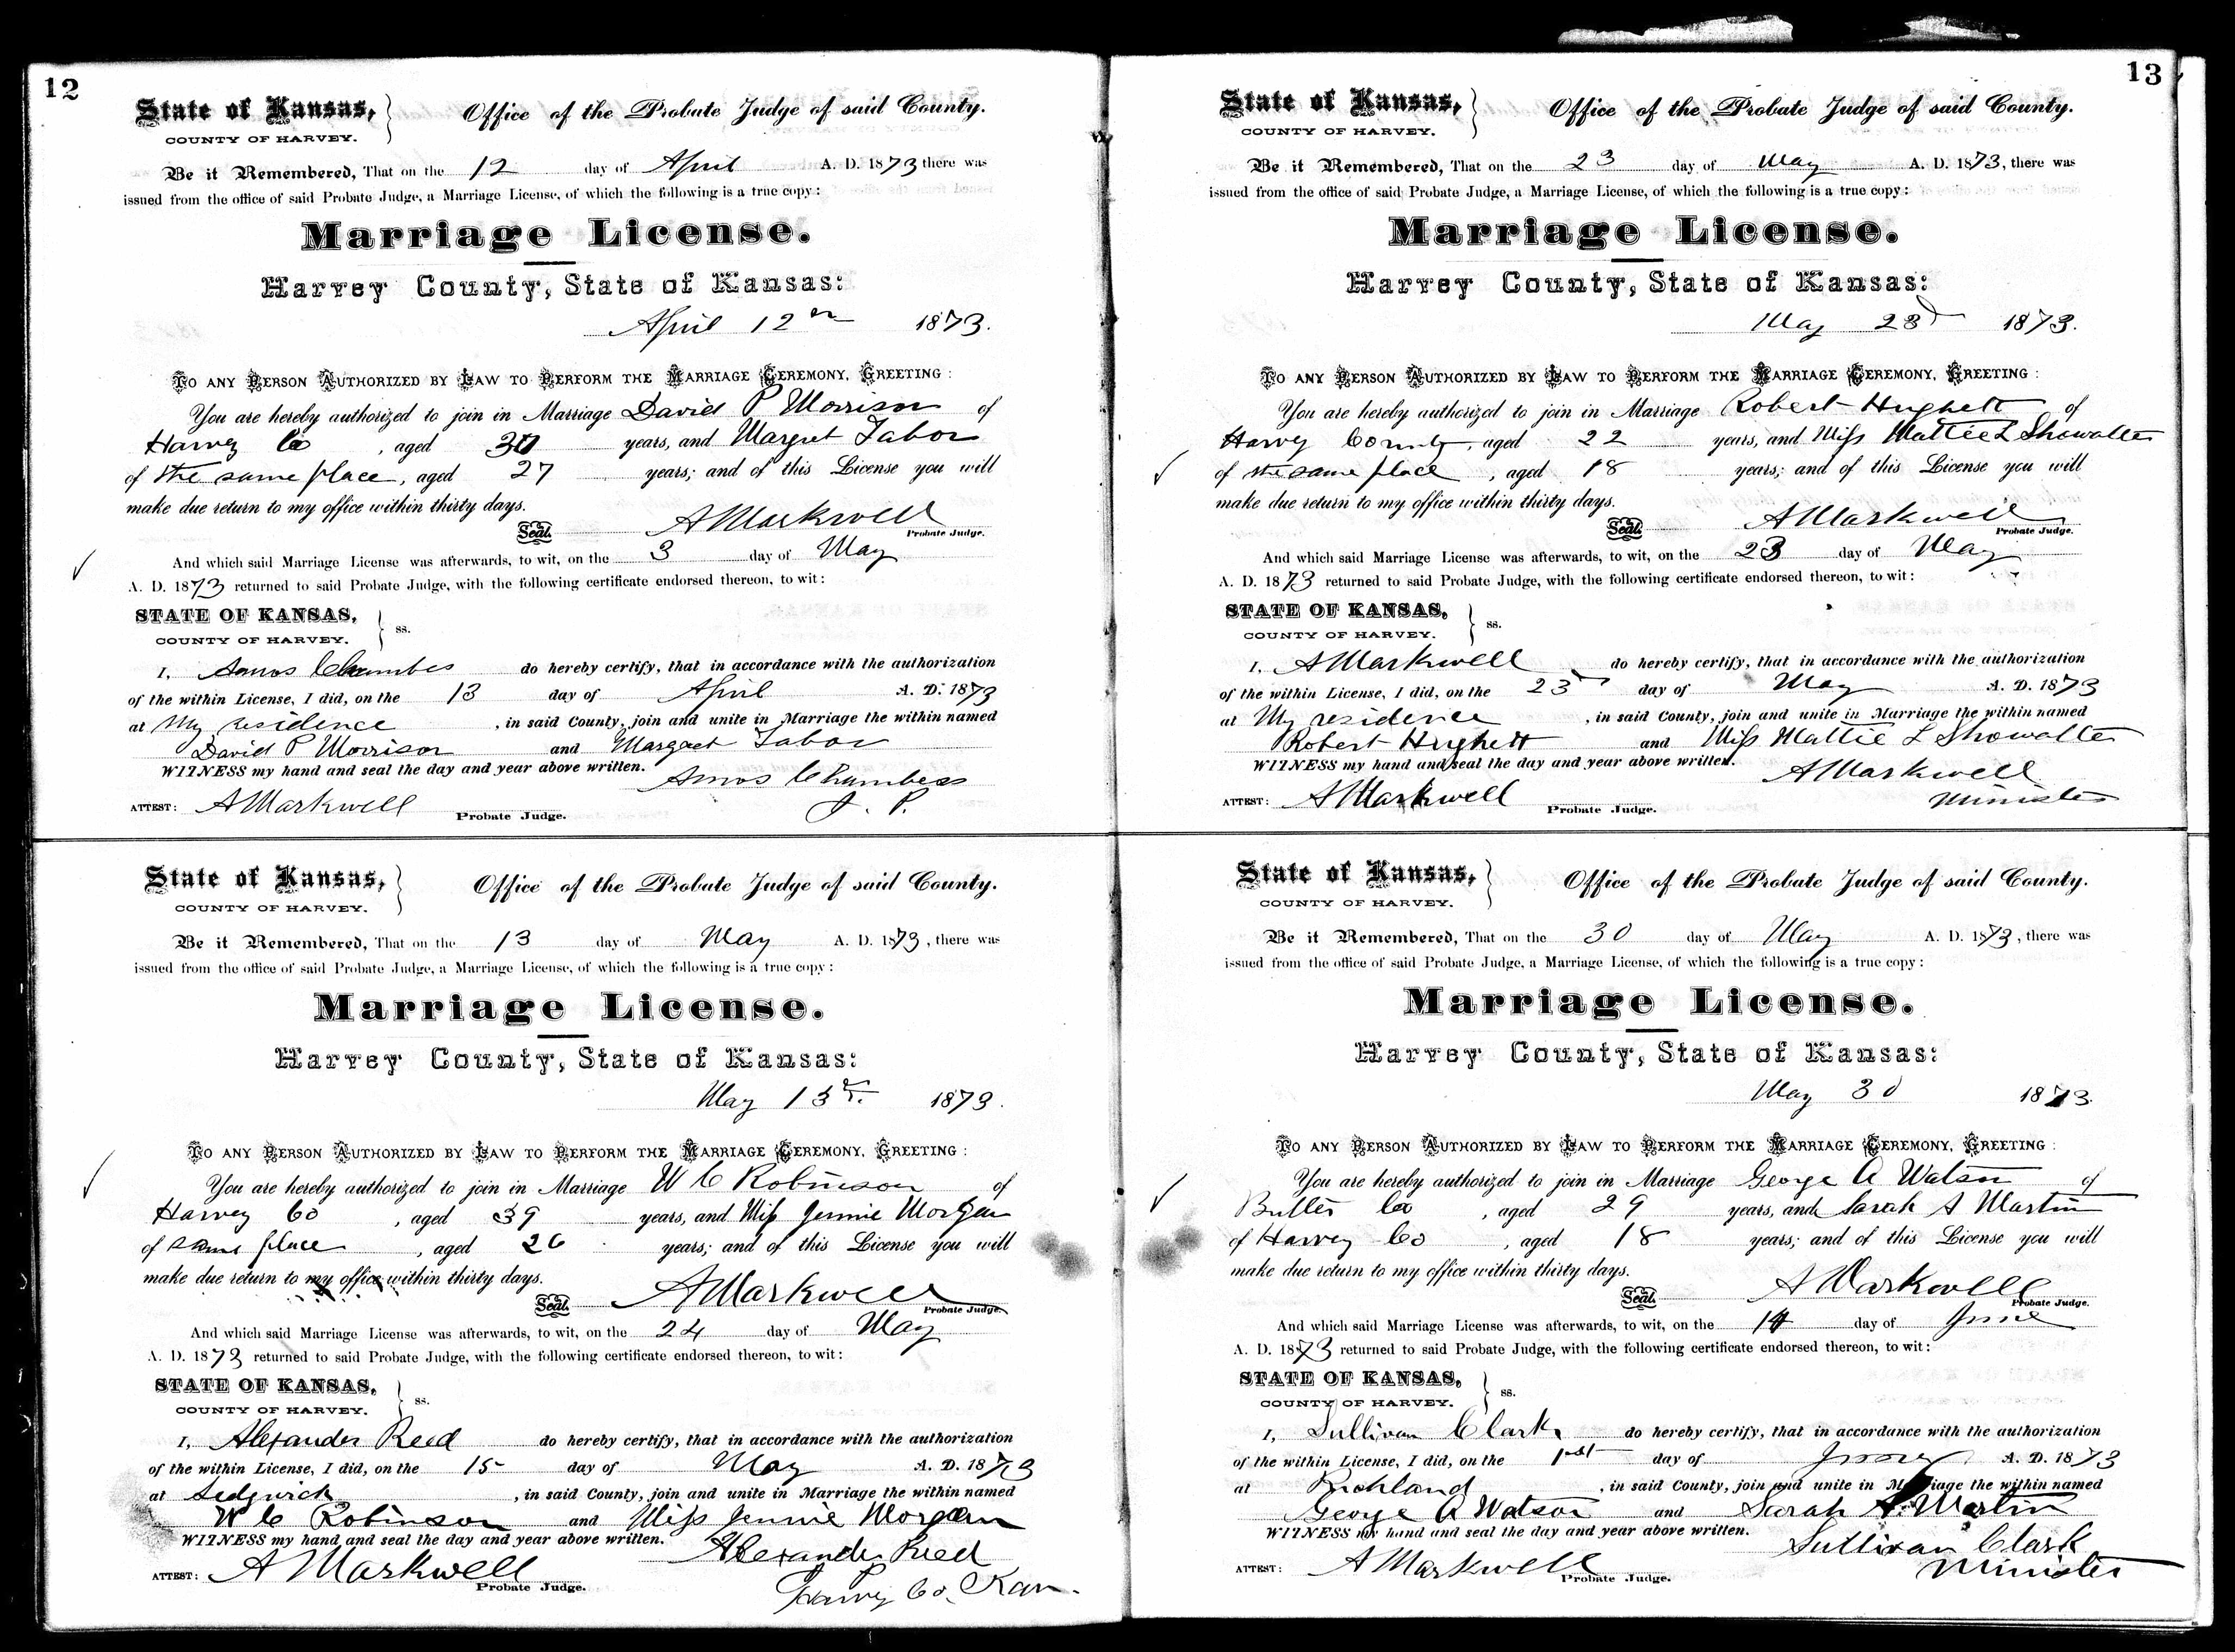 12
State of Kansas,
COUNTY OF HARVEY.
Office of the Probate Judge of said County.
Be it Remembered, That on the 12 day of April A. D. 1873 there was
issued from the office of said Probate Judge, a Marriage License, of which the following is a true copy:
Marriage License.
Harvey County, State of Kansas:
April 12 1873.
TO ANY PERSON AUTHORIZED BY LAW TO PERFORM THE MARRIAGE CEREMONY, GREETING:
You are hereby authorized to join in Marriage David P Morrison of
Harvey Co, aged 30 years, and Margret Tabor
of the same place, aged 27 years; and of this License you will
make due return to my office within thirty days.
Seal. A Markwell
Probate Judge.
And which said Marriage License was afterwards, to wit, on the 3 day of May
A. D. 1873 returned to said Probate Judge, with the following certificate endorsed thereon, to wit:
STATE OF KANSAS,
COUNTY OF HARVEY. ss.
I, Amos Chambes do hereby certify, that in accordance with the authorization
of the within License, I did, on the 13 day of April A. D. 1873
at My residence, in said County, join and unite in Marriage the within named
David P Morrison and Margaet Tabor
WITNESS my hand and seal the day and year above written.
Amos Chambers
J. P.
ATTEST: A Markwell
Probate Judge.
State of Kansas,
COUNTY OF HARVEY.
Office of the Probate Judge of said County.
Be it Remembered, That on the 13 day of May A. D. 1873, there was
issued from the office of said Probate Judge, a Marriage License, of which the following is a true copy:
Marriage License.
Harvey County, State of Kansas:
May 13 1873.
TO ANY PERSON AUTHORIZED BY LAW TO PERFORM THE MARRIAGE CEREMONY, GREETING:
You are hereby authorized to join in Marriage W C Robinson of
Harvey Co, aged 39 years, and Miss Jennie Morgan
of same place, aged 26 years; and of this License you will
make due return to my office within thirty days.
Seal. A Markwell
Probate Judge.
And which said Marriage License was afterwards, to wit, on the 24 day of May
A. D. 1873 returned to said Probate Judge, with the following certificate endorsed thereon, to wit:
STATE OF KANSAS,
COUNTY OF HARVEY. ss.
I, Alexander Reed do hereby certify, that in accordance with the authorization
of the within License, I did, on the 15 day of May A. D. 1873
at Sedgwick, in said County, join and unite in Marriage the within named
W C Robinson and Miss Jennie Morgan
WITNESS my hand and seal the day and year above written.
Alexander Reed
Harvey Co. Kan.
ATTEST: A Markwell
Probate Judge.
13
State of Kansas,
COUNTY OF HARVEY.
Office of the Probate Judge of said County.
Be it Remembered, That on the 23 day of May A. D. 1873, there was
issued from the office of said Probate Judge, a Marriage License, of which the following is a true copy:
Marriage License.
Harvey County, State of Kansas:
May 23d 1873.
TO ANY PERSON AUTHORIZED BY LAW TO PERFORM THE MARRIAGE CEREMONY, GREETING:
You are hereby authorized to join in Marriage Robert Hughett of
Harvey County, aged 22 years, and Miss Mattie L Showalter
of the same place, aged 18 years; and of this License you will
make due return to my office within thirty days.
Seal. A Markwell
Probate Judge.
And which said Marriage License was afterwards, to wit, on the 23 day of May
A. D. 1873 returned to said Probate Judge, with the following certificate endorsed thereon, to wit:
STATE OF KANSAS,
COUNTY OF HARVEY. ss.
I, A Markwell do hereby certify, that in accordance with the authorization
of the within License, I did, on the 23 day of May A. D. 1873
at My residence, in said County, join and unite in Marriage the within named
Robert Hughett and Miss Mattie L Showalter
WITNESS my hand and seal the day and year above written.
A Markwell
Minister
ATTEST: A Markwell
Probate Judge.
State of Kansas,
COUNTY OF HARVEY.
Office of the Probate Judge of said County.
Be it Remembered, That on the 30 day of May A. D. 1873, there was
issued from the office of said Probate Judge, a Marriage License, of which the following is a true copy:
Marriage License.
Harvey County, State of Kansas:
May 30 1873.
TO ANY PERSON AUTHORIZED BY LAW TO PERFORM THE MARRIAGE CEREMONY, GREETING:
You are hereby authorized to join in Marriage George A Watson of
Butler Co, aged 29 years, and Sarah A Martin
of Harvey Co, aged 18 years; and of this License you will
make due return to my office within thirty days.
Seal. A Markwell
Probate Judge.
And which said Marriage License was afterwards, to wit, on the 14 day of June
A. D. 1873 returned to said Probate Judge, with the following certificate endorsed thereon, to wit:
STATE OF KANSAS,
COUNTY OF HARVEY. ss.
I, Sullivan Clark do hereby certify, that in accordance with the authorization
of the within License, I did, on the 1st day of June A. D. 1873
at Richland, in said County, join and unite in Marriage the within named
George A Watson and Sarah A. Martin
WITNESS my hand and seal the day and year above written.
Sullivan Clark
Minister
ATTEST: A Markwell
Probate Judge.